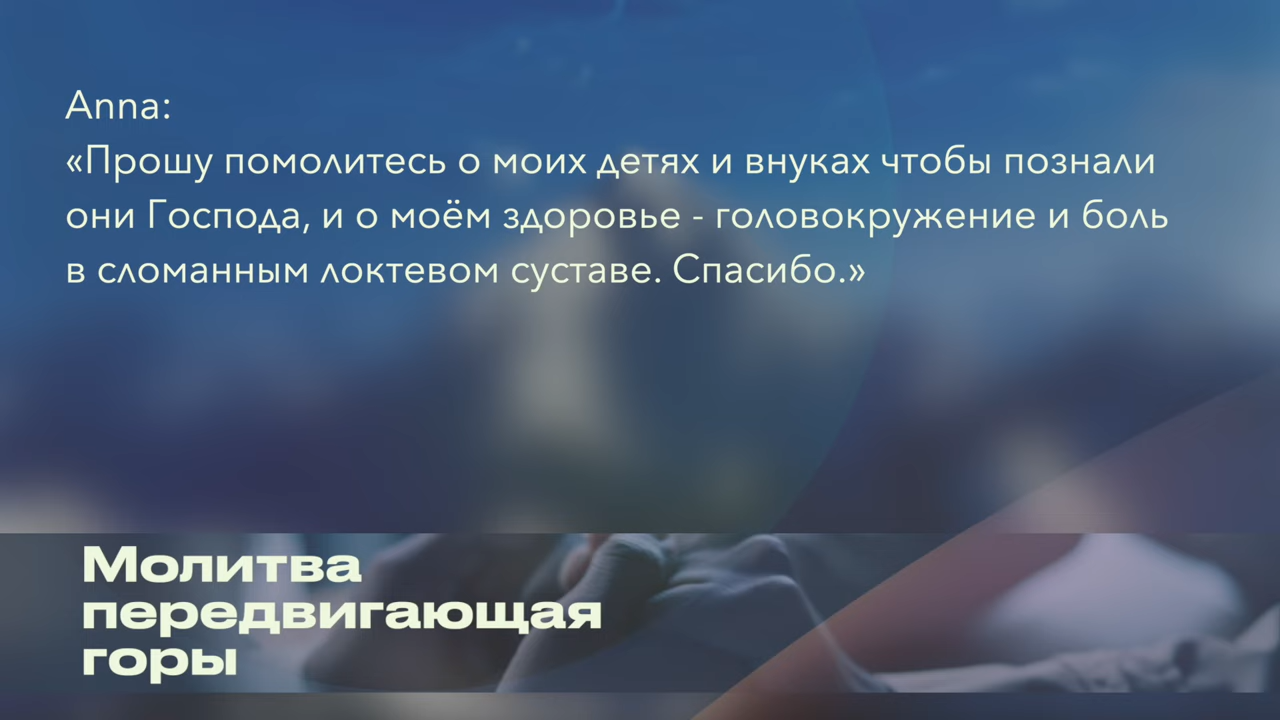 Anna:
«Прошу помолитесь о моих детях и внуках чтобы познали
они Господа, и о моём здоровье - головокружение и боль
в сломанным локтевом суставе. Спасибо.»
Молитва
передвигающая
горы